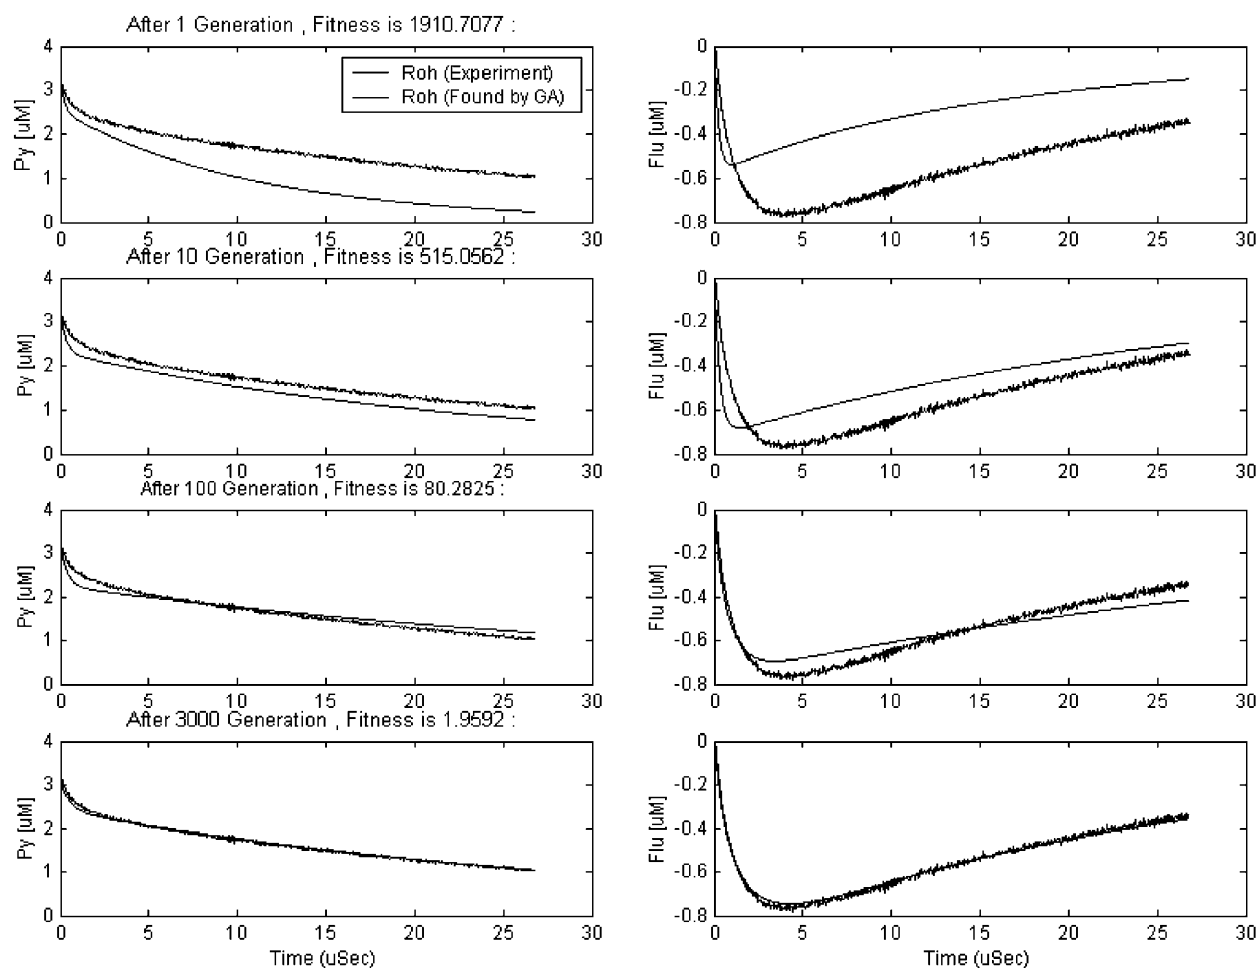 After 1 Generation , Fitness is 1910.7077 :
4
3
2
1
0
Py [uM]
Roh (Experiment)
Roh (Found by GA)
0 5 10 15 20 25 30
0
-0.2
-0.4
-0.6
-0.8
Flu [uM]
0 5 10 15 20 25 30
After 10 Generation , Fitness is 515.0562 :
4
3
2
1
0
Py [uM]
0 5 10 15 20 25 30
0
-0.2
-0.4
-0.6
-0.8
Flu [uM]
0 5 10 15 20 25 30
After 100 Generation , Fitness is 80.2825 :
4
3
2
1
0
Py [uM]
0 5 10 15 20 25 30
0
-0.2
-0.4
-0.6
-0.8
Flu [uM]
0 5 10 15 20 25 30
After 3000 Generation , Fitness is 1.9592 :
4
3
2
1
0
Py [uM]
0 5 10 15 20 25 30
Time (uSec)
0
-0.2
-0.4
-0.6
-0.8
Flu [uM]
0 5 10 15 20 25 30
Time (uSec)